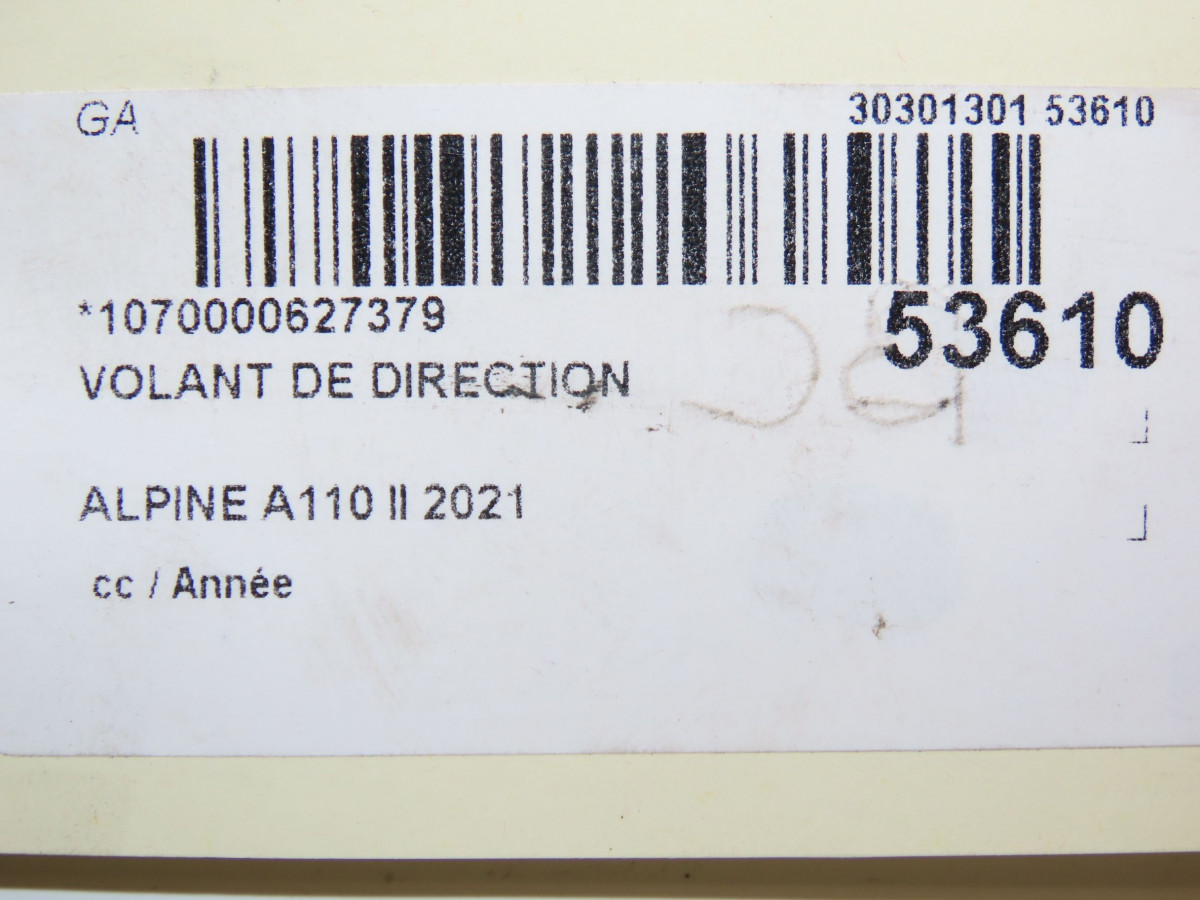 GA
30301301 53610
*1070000627379
53610
VOLANT DE DIRECTION
ALPINE A110 II 2021
cc / Année